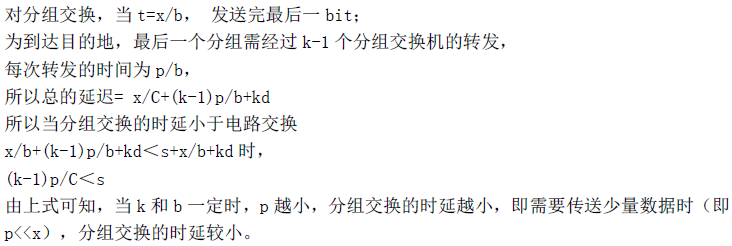 对分组交换，当t=x/b， 发送完最后一 bit；
为到达目的地，最后一个分组需经过 k-1 个分组交换机的转发，
每次转发的时间为 p/b，
所以总的延迟= x/C+(k-1)p/b+kd
所以当分组交换的时延小于电路交换
x/b+(k-1)p/b+kd＜s+x/b+kd 时，
(k-1)p/C＜s
由上式可知，当 k 和 b 一定时，p 越小，分组交换的时延越小，即需要传送少量数据时（即
p<<x），分组交换的时延较小。